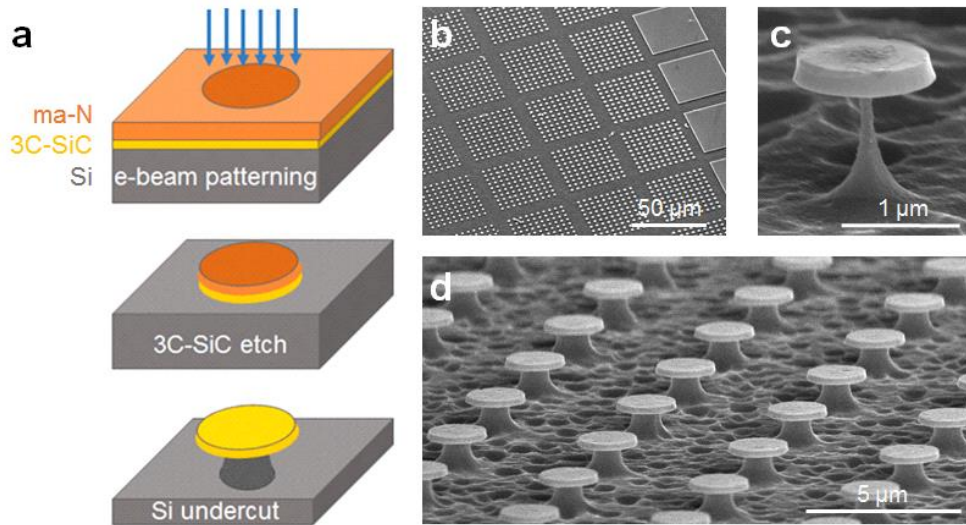 a
ma-N
3C-SiC
Si
e-beam patterning
3C-SiC etch
Si undercut
b
50 µm
c
1 µm
d
5 µm